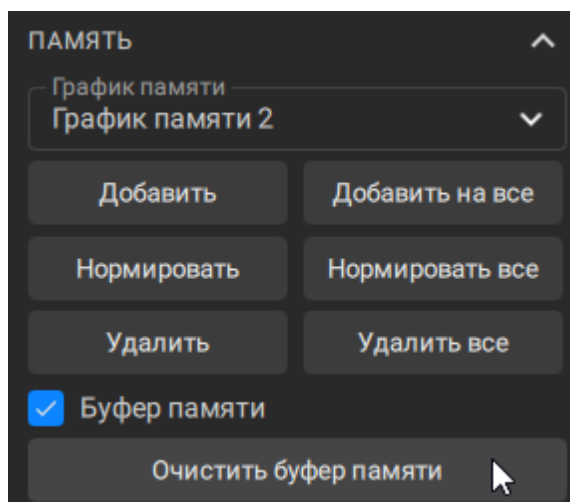 ПАМЯТЬ
График памяти
График памяти 2
Добавить
Добавить на все
Нормировать
Нормировать все
Удалить
Удалить все
Буфер памяти
Очистить буфер памяти